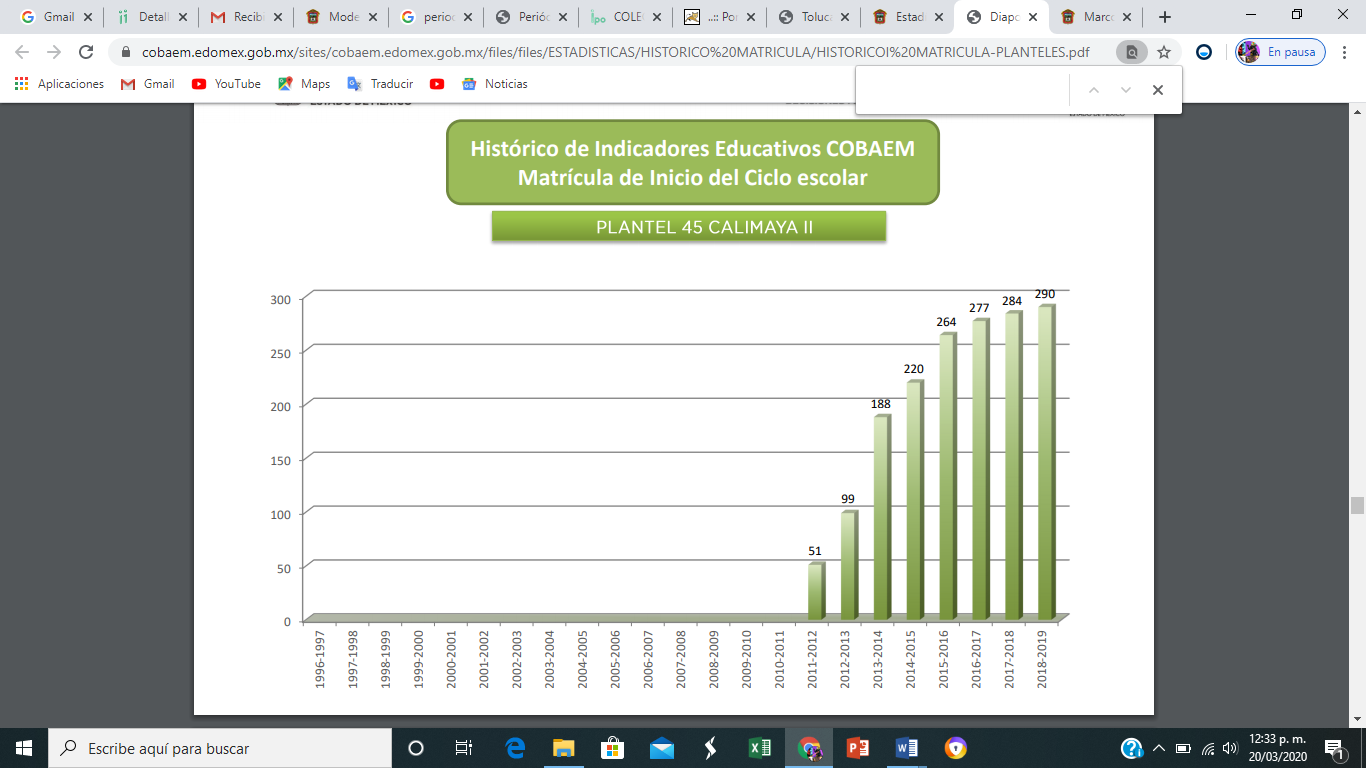 Gmail
Detall
Recib
Mode
perioc
Perióc
COLE
..:: Por
Toluca
Estadi
Diapo
Marco
cobaem.edomex.gob.mx/sites/cobaem.edomex.gob.mx/files/files/ESTADISTICAS/HISTORICO%20MATRICULA/HISTORICOI%20MATRICULA-PLANTELES.pdf
En pausa
Aplicaciones Gmail YouTube Maps Traducir Noticias
Histórico de Indicadores Educativos COBAEM
Matrícula de Inicio del Ciclo escolar
PLANTEL 45 CALIMAYA II
300
250
200
150
100
50
0
51
99
188
220
264
277
284
290
1996-1997
1997-1998
1998-1999
1999-2000
2000-2001
2001-2002
2002-2003
2003-2004
2004-2005
2005-2006
2006-2007
2007-2008
2008-2009
2009-2010
2010-2011
2011-2012
2012-2013
2013-2014
2014-2015
2015-2016
2016-2017
2017-2018
2018-2019
Escribe aquí para buscar
12:33 p. m.
20/03/2020
1